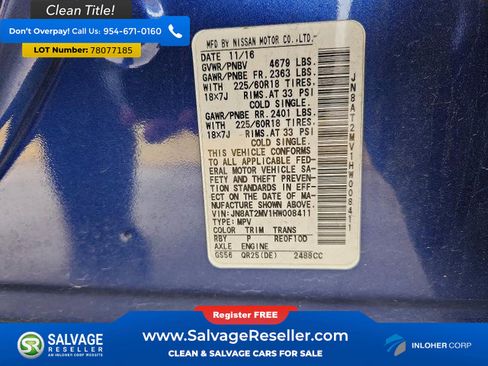 Clean Title!
Don't Overpay! Call Us: 954-671-0160
Lot Number: 78077185
MFD BY NISSAN MOTOR CO.,LTD.
DATE 11/16
GVWR/PNBV 4679 LBS.
GAWR/PNBE FR. 2363 LBS.
WITH 225/60R18 TIRES,
18X7J RIMS.AT 33 PSI
COLD SINGLE.
GAWR/PNBE RR. 2401 LBS.
WITH 225/60R18 TIRES,
18X7J RIMS.AT 33 PSI
COLD SINGLE.
THIS VEHICLE CONFORMS
TO ALL APPLICABLE FED-
ERAL MOTOR VEHICLE SA-
FETY AND THEFT PREVEN-
TION STANDARDS IN EFF-
ECT ON THE DATE OF MA-
NUFACTURE SHOWN ABOVE.
VIN:JN8AT2MV1HW008411
TYPE:MPV
COLOR TRIM TRANS
RBY P RE0F10D
AXLE ENGINE
GS56 QR25(DE) 2488CC
JN8AT2MV1HW008411
Register FREE!
SALVAGE
RESELLER
AN INLOHER CORP WEBSITE
www.SalvageReseller.com
CLEAN & SALVAGE CARS FOR SALE
INLOHER CORP.